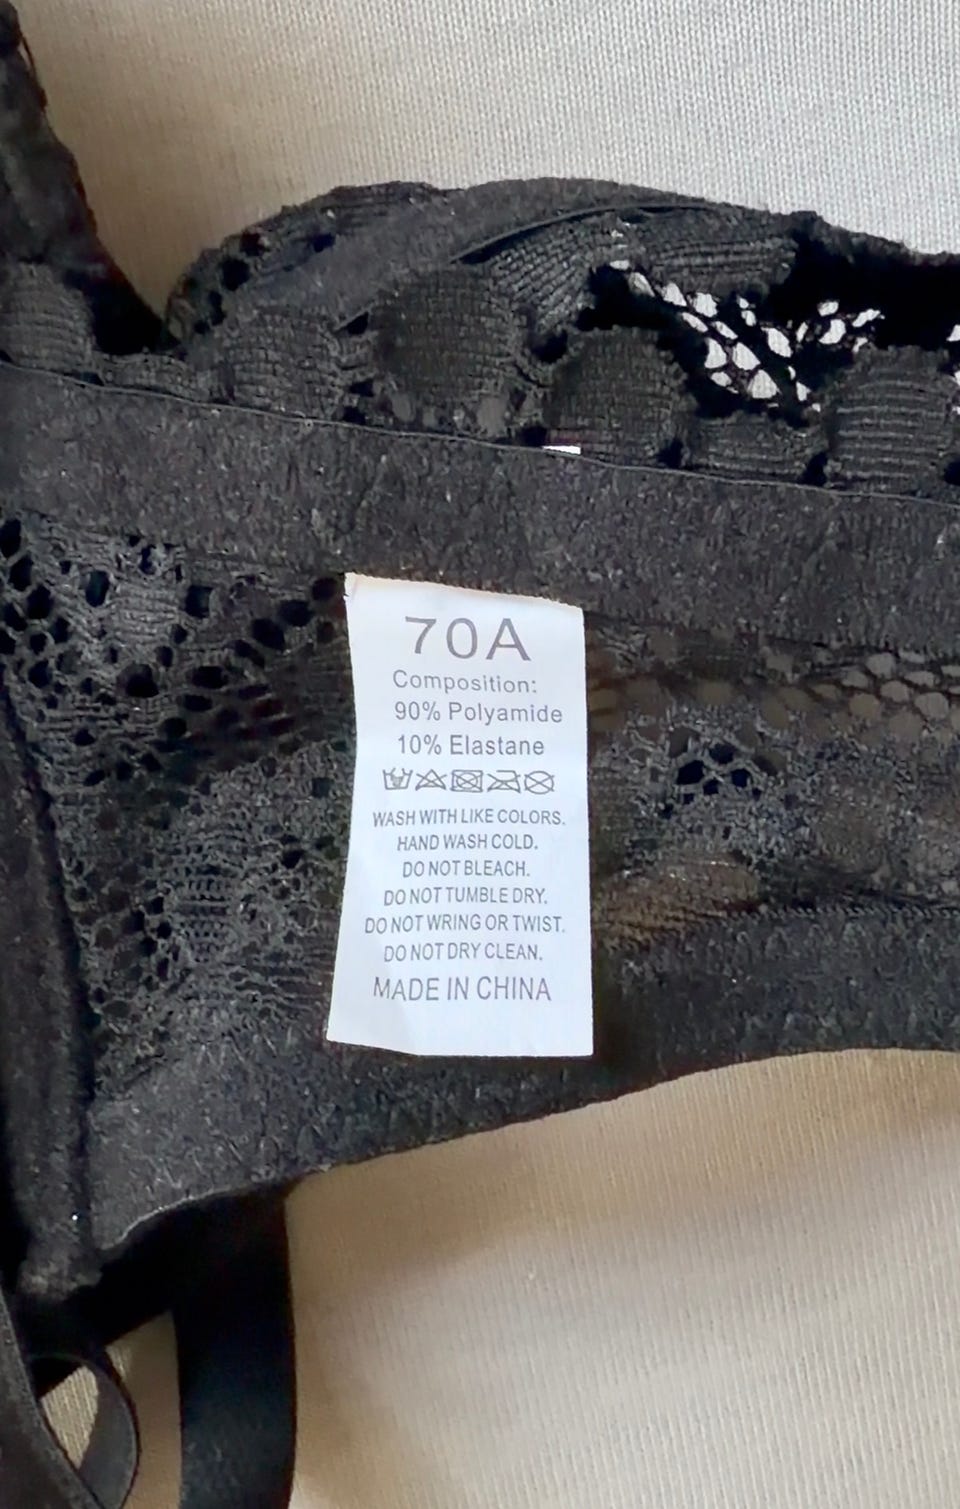 70A
Composition:
90% Polyamide
10% Elastane
WASH WITH LIKE COLORS.
HAND WASH COLD.
DO NOT BLEACH.
DO NOT TUMBLE DRY.
DO NOT WRING OR TWIST.
DO NOT DRY CLEAN.
MADE IN CHINA